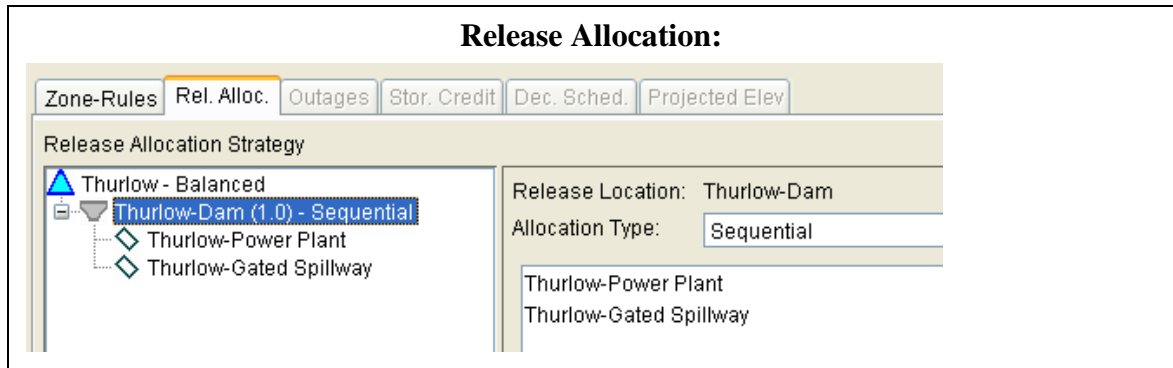 Release Allocation:
Zone-Rules Rel. Alloc. Outages Stor. Credit Dec. Sched. Projected Elev
Release Allocation Strategy
Thurlow - Balanced
Thurlow-Dam (1.0) - Sequential
Thurlow-Power Plant
Thurlow-Gated Spillway
Release Location: Thurlow-Dam
Allocation Type: Sequential
Thurlow-Power Plant
Thurlow-Gated Spillway